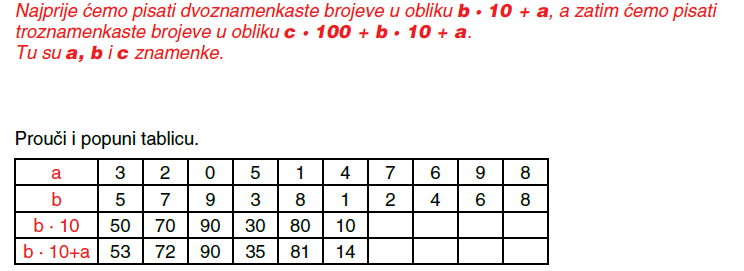 Najprije ćemo pisati dvoznamenkaste brojeve u obliku b • 10 + a, a zatim ćemo pisati
troznamenkaste brojeve u obliku c • 100 + b • 10 + a.
Tu su a, b i c znamenke.
Prouči i popuni tablicu.
a 3 2 0 5 1 4 7 6 9 8
b 5 7 9 3 8 1 2 4 6 8
b · 10 50 70 90 30 80 10
b · 10+a 53 72 90 35 81 14